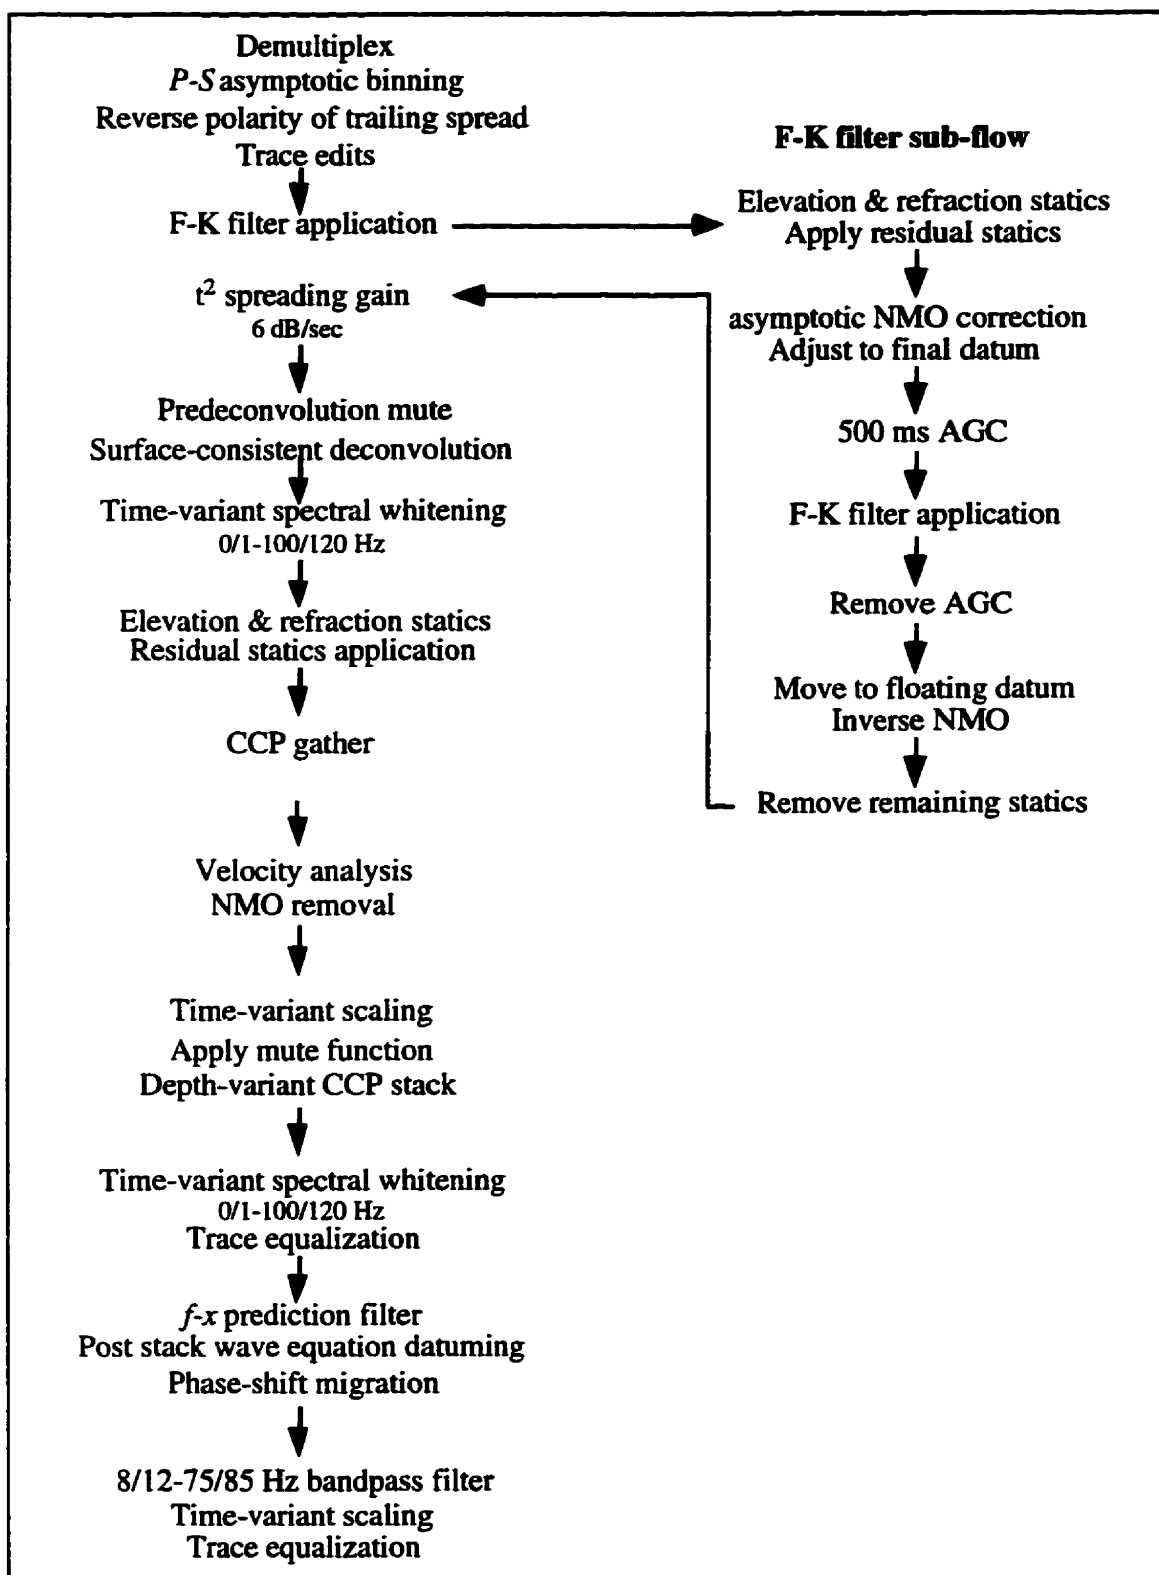 Demultiplex
P-S asymptotic binning
Reverse polarity of trailing spread
Trace edits
F-K filter application
t² spreading gain
6 dB/sec
Predeconvolution mute
Surface-consistent deconvolution
Time-variant spectral whitening
0/1-100/120 Hz
Elevation & refraction statics
Residual statics application
CCP gather
Velocity analysis
NMO removal
Time-variant scaling
Apply mute function
Depth-variant CCP stack
Time-variant spectral whitening
0/1-100/120 Hz
Trace equalization
f-x prediction filter
Post stack wave equation datuming
Phase-shift migration
8/12-75/85 Hz bandpass filter
Time-variant scaling
Trace equalization
F-K filter sub-flow
Elevation & refraction statics
Apply residual statics
asymptotic NMO correction
Adjust to final datum
500 ms AGC
F-K filter application
Remove AGC
Move to floating datum
Inverse NMO
Remove remaining statics